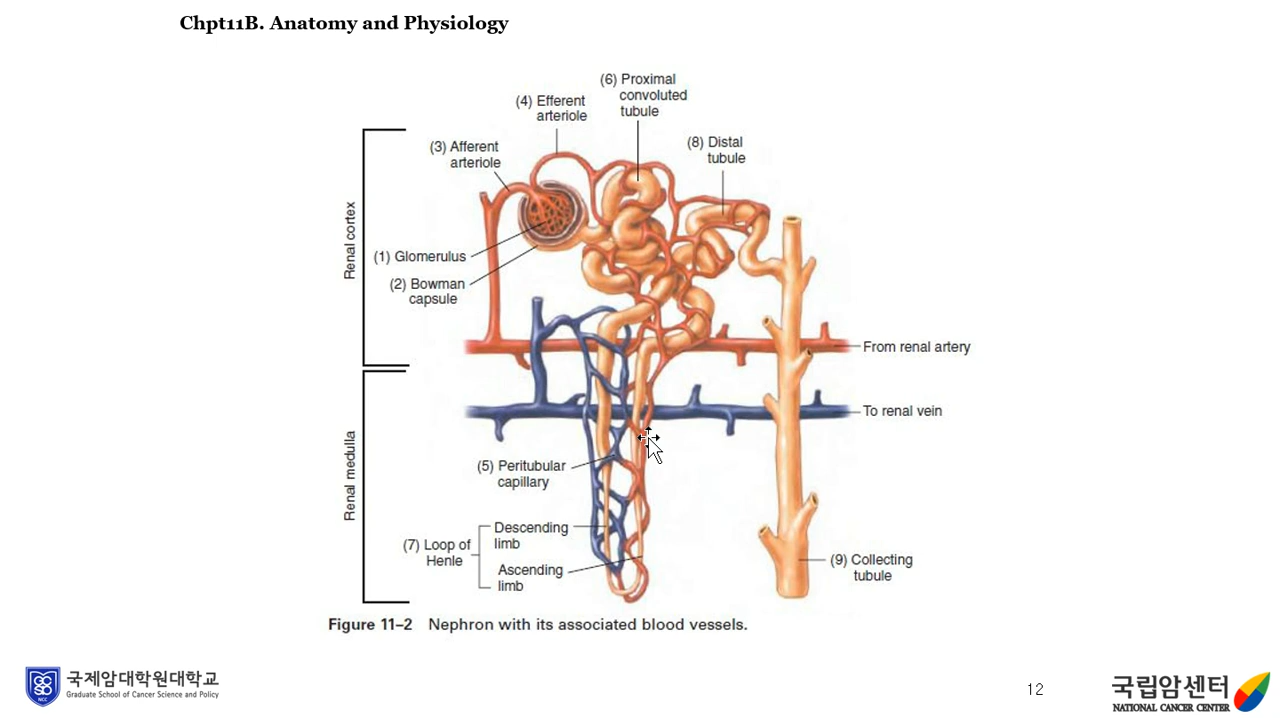 Chpt11B. Anatomy and Physiology
(6) Proximal
convoluted
tubule
(4) Efferent
arteriole
(3) Afferent
arteriole
(8) Distal
tubule
Renal cortex
(1) Glomerulus
(2) Bowman
capsule
From renal artery
To renal vein
Renal medulla
(5) Peritubular
capillary
(7) Loop of
Henle
Descending
limb
Ascending
limb
(9) Collecting
tubule
Figure 11–2 Nephron with its associated blood vessels.
NCC
국제암대학원대학교
Graduate School of Cancer Science and Policy
12
국립암센터
NATIONAL CANCER CENTER